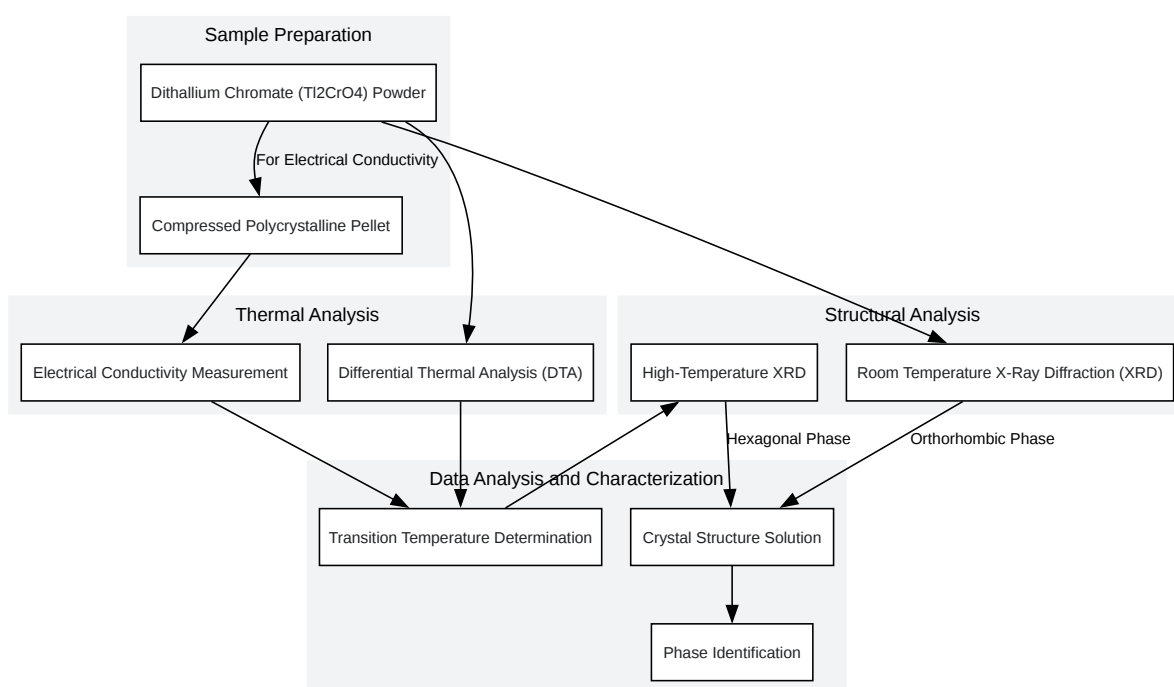 Sample Preparation
Dithallium Chromate (Tl2CrO4) Powder
For Electrical Conductivity
Compressed Polycrystalline Pellet
Thermal Analysis
Structural Analysis
Electrical Conductivity Measurement
Differential Thermal Analysis (DTA)
High-Temperature XRD
Room Temperature X-Ray Diffraction (XRD)
Hexagonal Phase
Orthorhombic Phase
Data Analysis and Characterization
Transition Temperature Determination
Crystal Structure Solution
Phase Identification